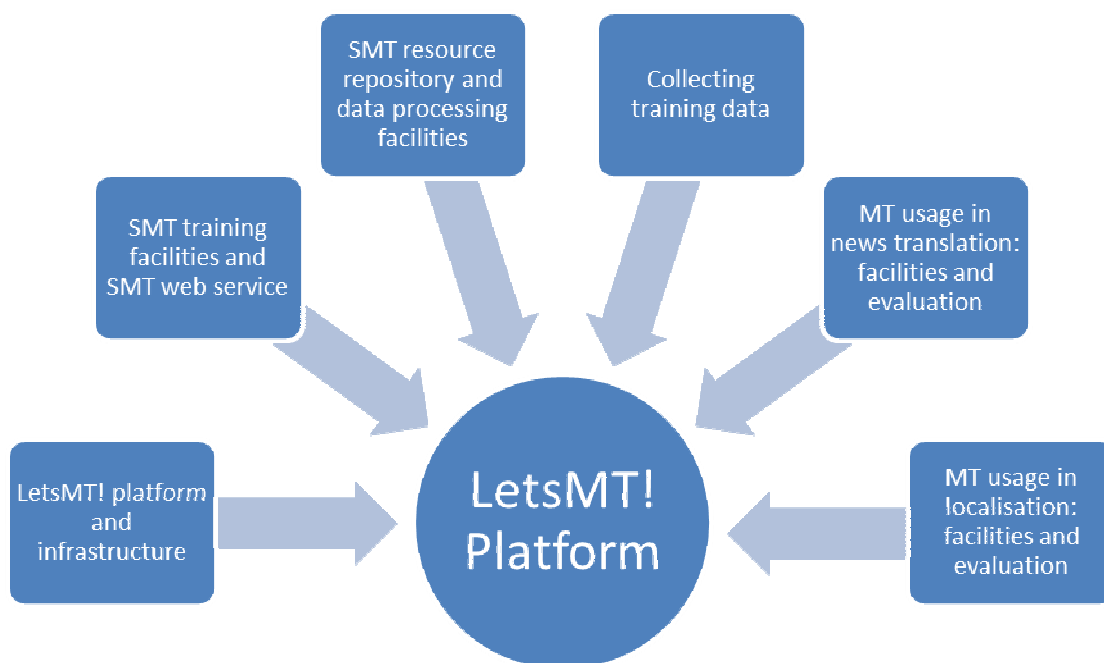 SMT resource
repository and
data processing
facilities
Collecting
training data
SMT training
facilities and
SMT web service
MT usage in
news translation:
facilities and
evaluation
LetsMT! platform
and
infrastructure
LetsMT!
Platform
MT usage in
localisation:
facilities and
evaluation